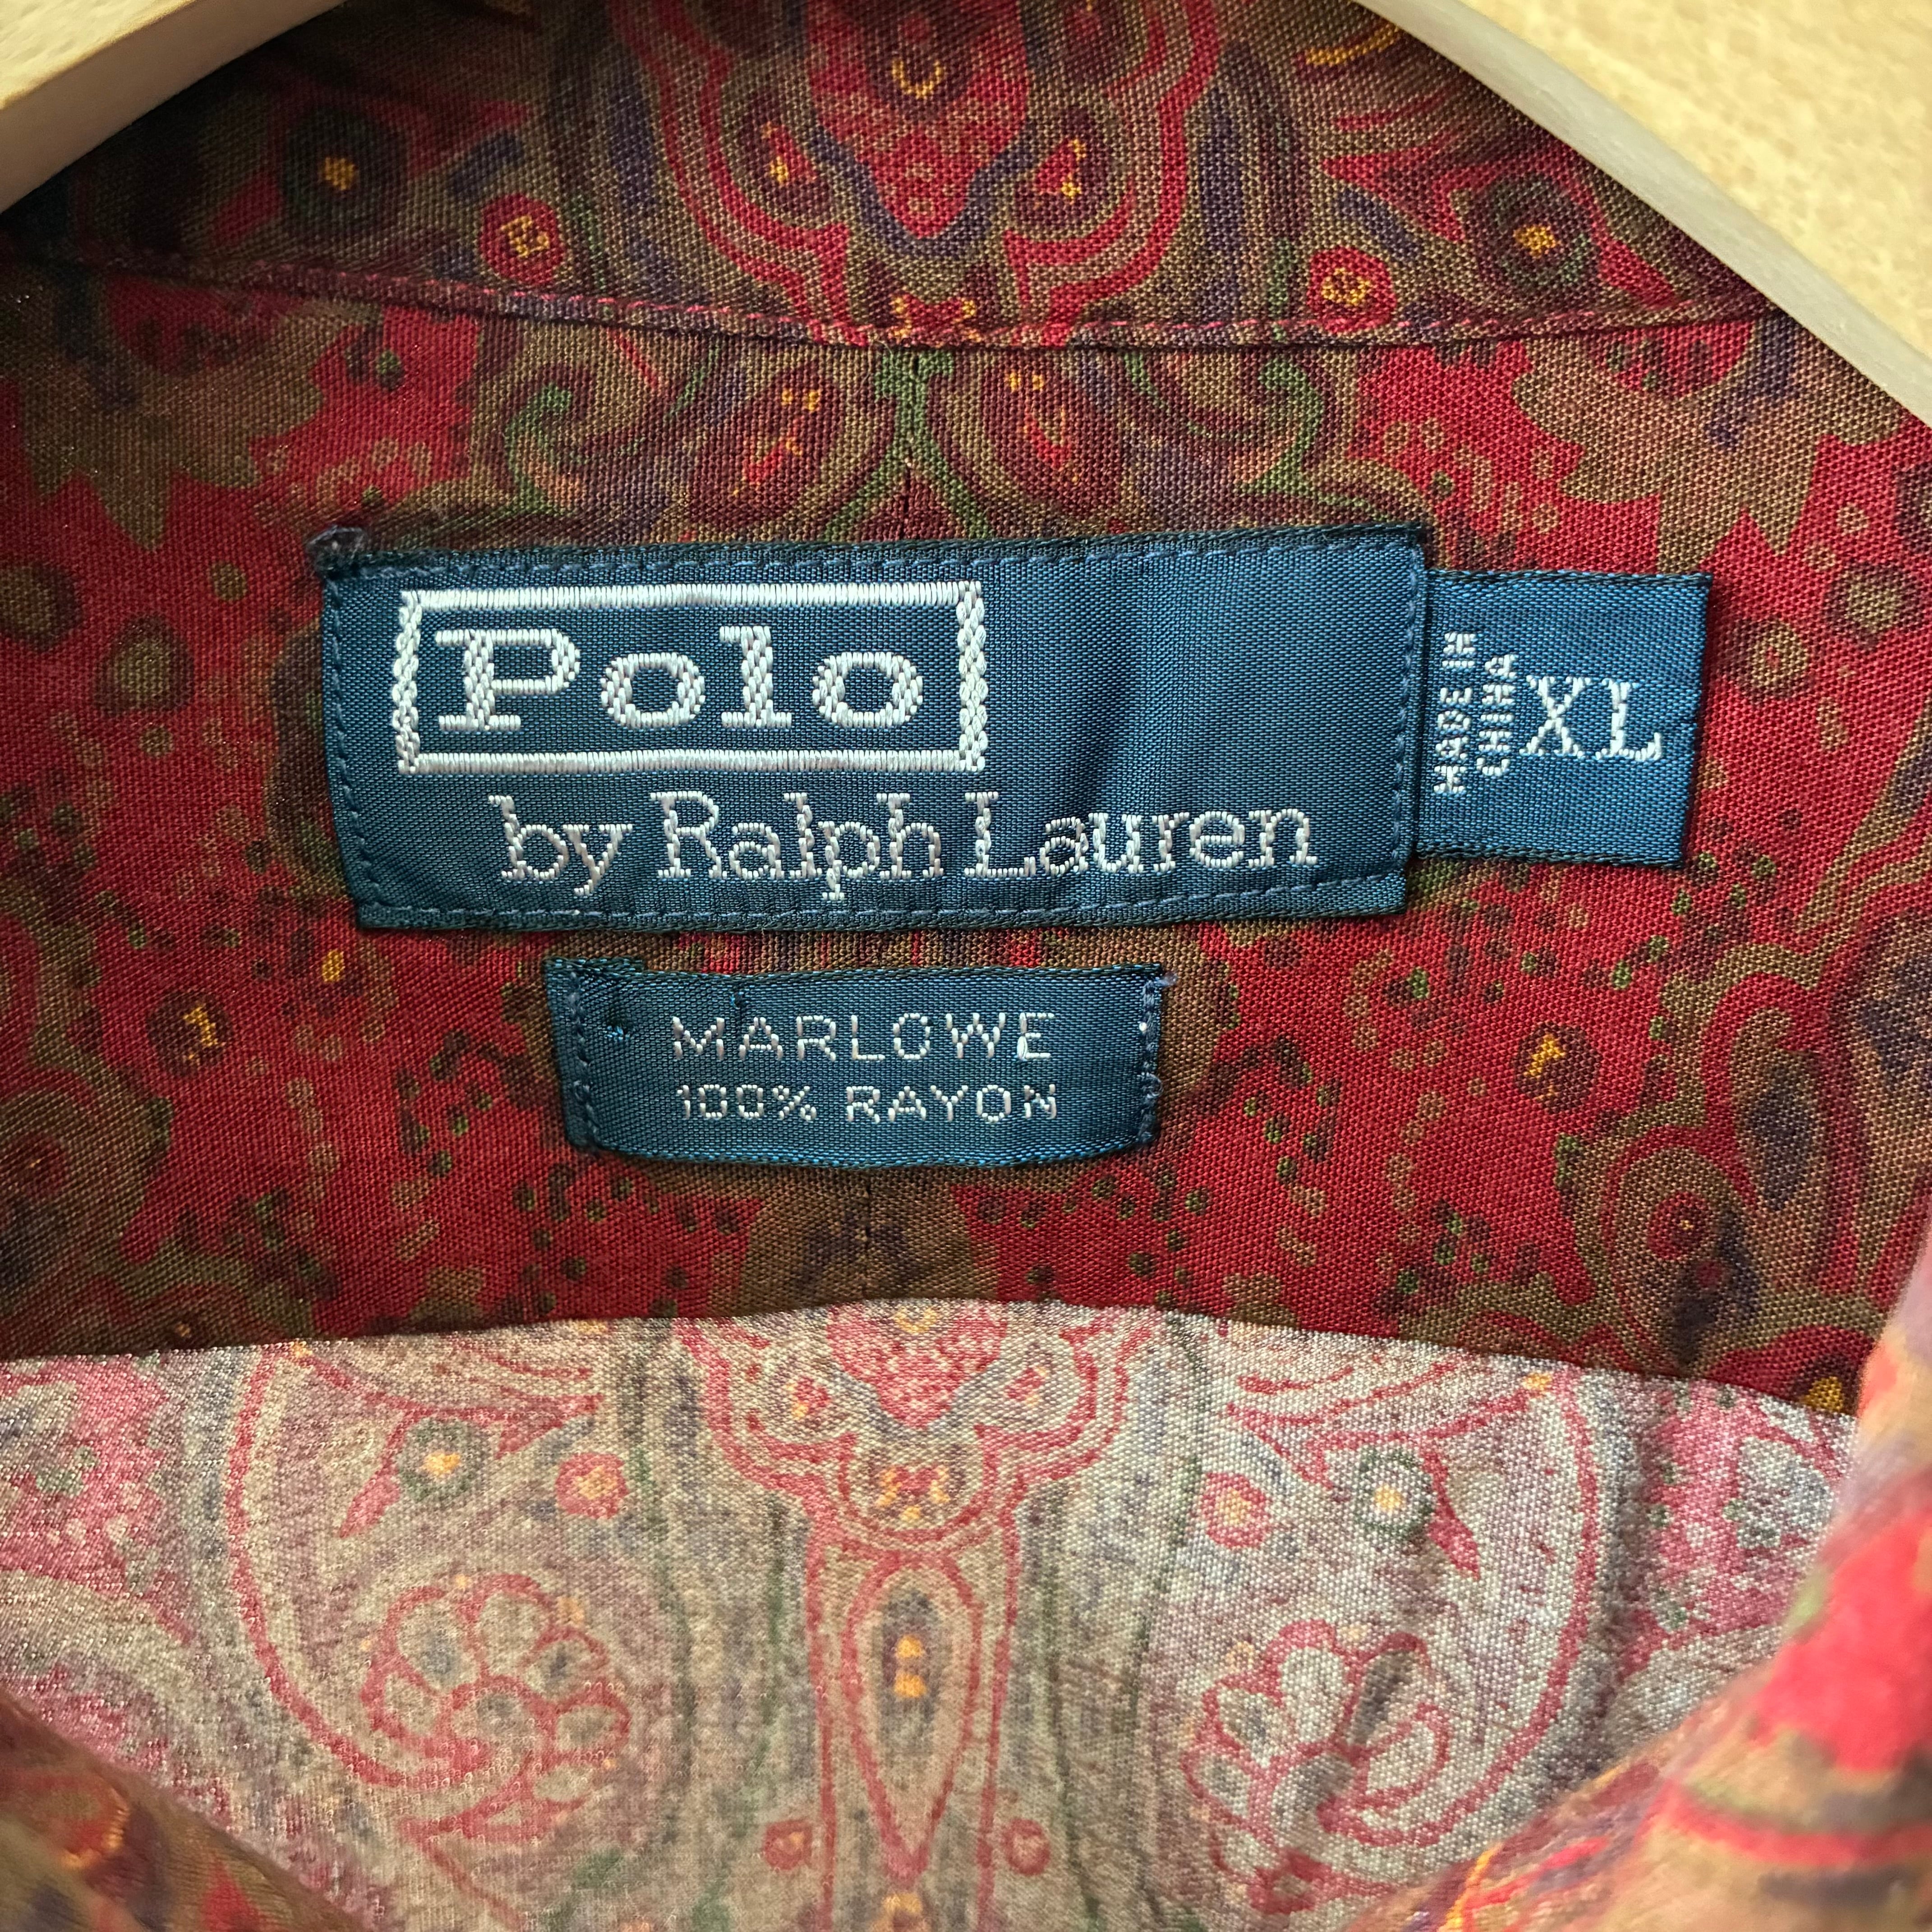 Polo
by Ralph Lauren
MADE IN
CHINA
XL
MARLOWE
100% RAYON